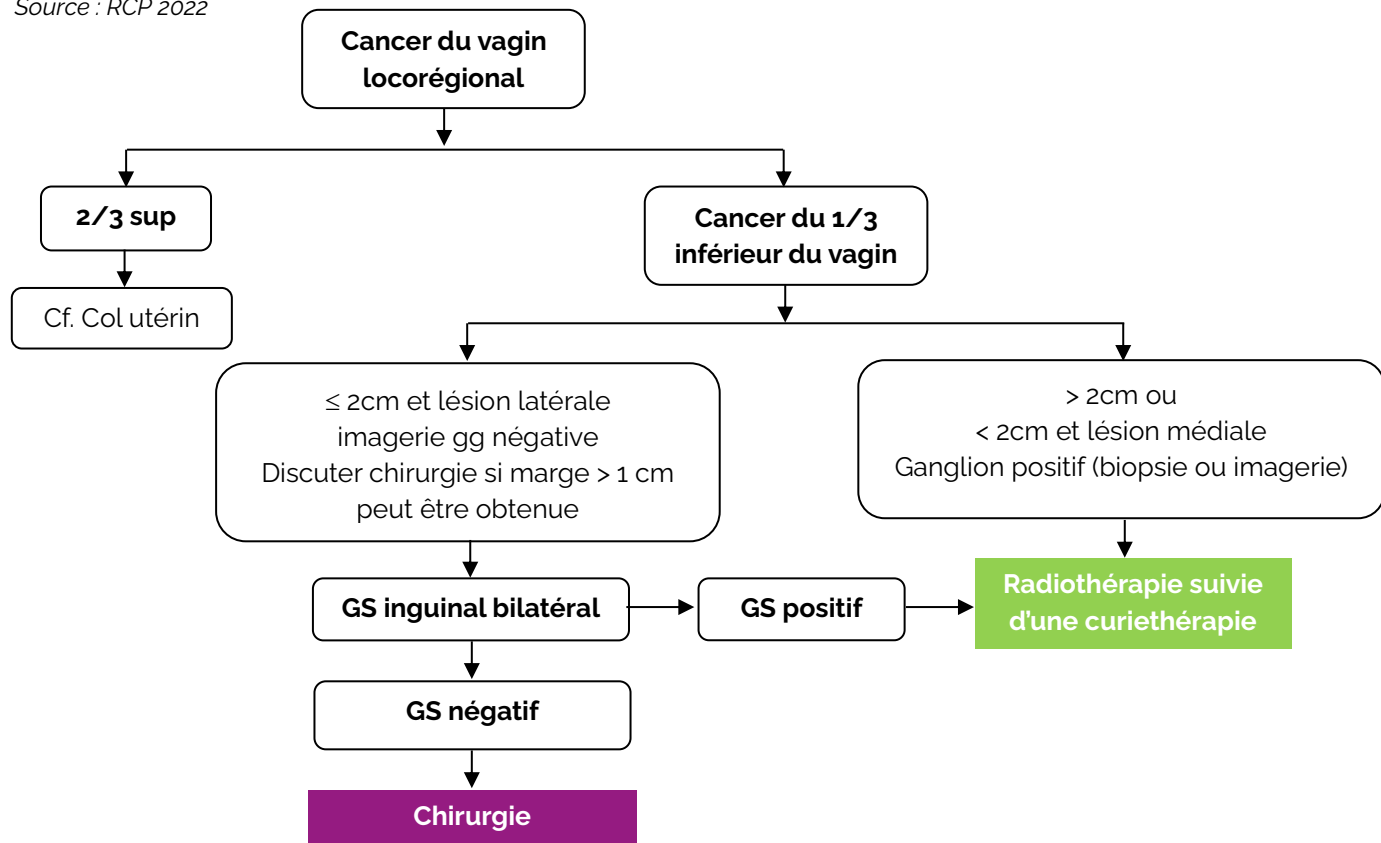 Source : RCP 2022
Cancer du vagin
locorégional
2/3 sup
Cancer du 1/3
inférieur du vagin
Cf. Col utérin
≤ 2cm et lésion latérale
imagerie gg négative
Discuter chirurgie si marge > 1 cm
peut être obtenue
> 2cm ou
< 2cm et lésion médiale
Ganglion positif (biopsie ou imagerie)
GS inguinal bilatéral
GS positif
Radiothérapie suivie
d’une curiethérapie
GS négatif
Chirurgie